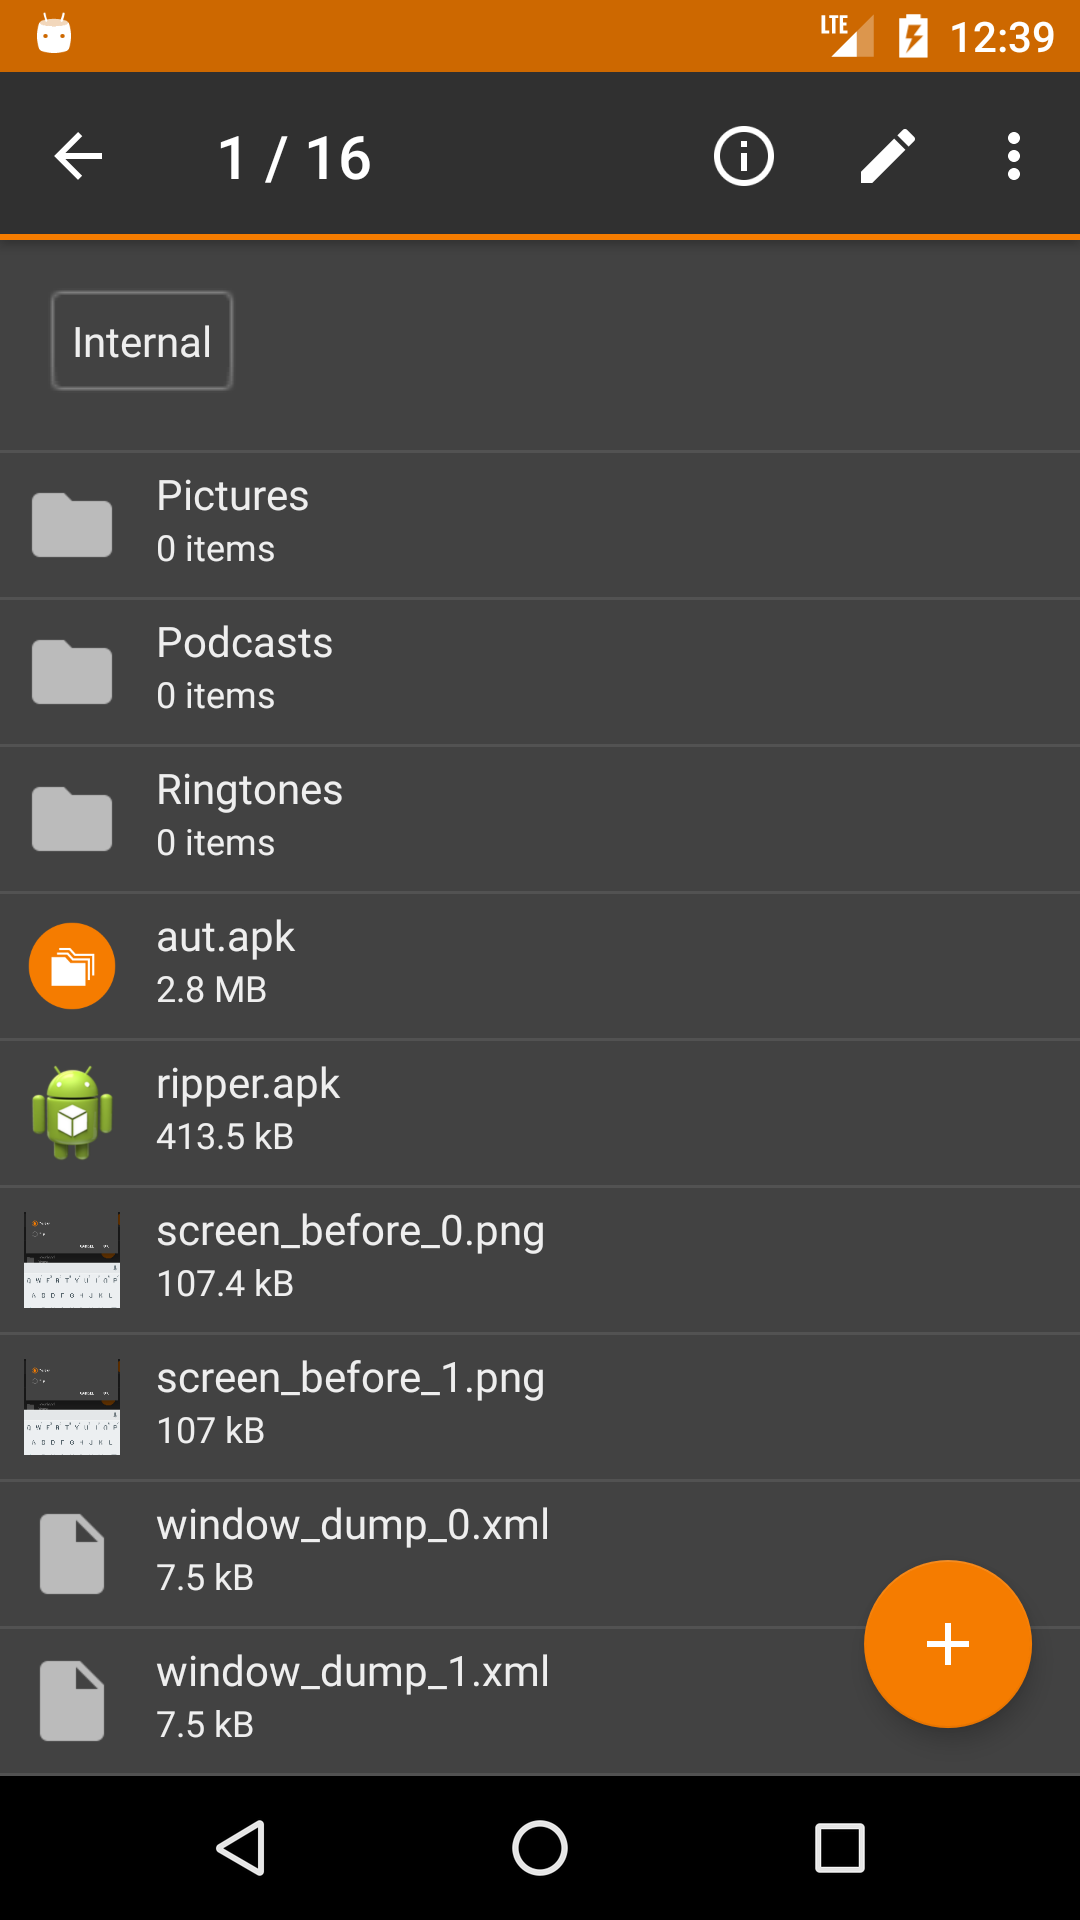 LTE 12:39
1 / 16
Internal
Pictures
0 items
Podcasts
0 items
Ringtones
0 items
aut.apk
2.8 MB
ripper.apk
413.5 kB
screen_before_0.png
107.4 kB
screen_before_1.png
107 kB
window_dump_0.xml
7.5 kB
window_dump_1.xml
7.5 kB